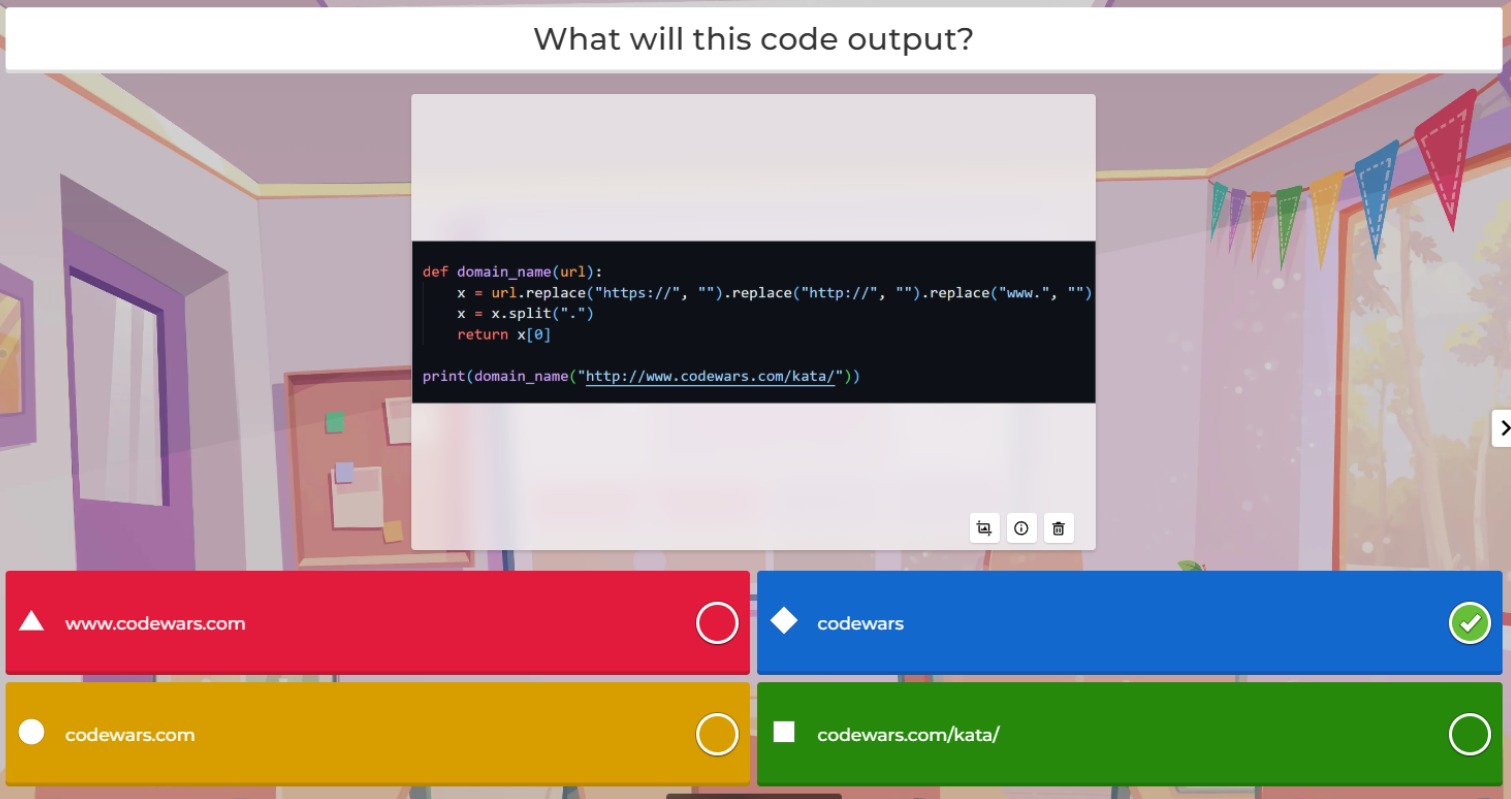 What will this code output?
def domain_name(url):
    x = url.replace("https://", "").replace("http://", "").replace("www.", "")
    x = x.split(".")
    return x[0]
print(domain_name("http://www.codewars.com/kata/"))
www.codewars.com
codewars
codewars.com
codewars.com/kata/